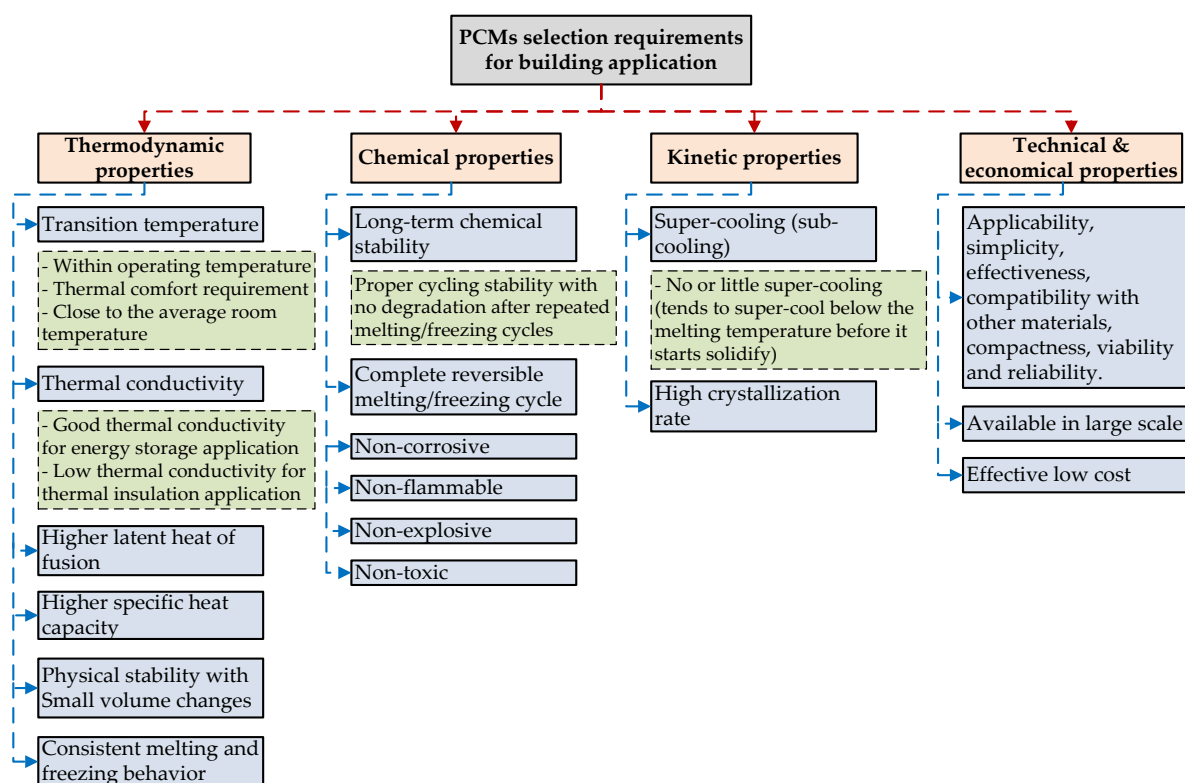 PCMs selection requirements
for building application
Thermodynamic
properties
Transition temperature
- Within operating temperature
- Thermal comfort requirement
- Close to the average room
temperature
Thermal conductivity
- Good thermal conductivity
for energy storage application
- Low thermal conductivity for
thermal insulation application
Higher latent heat of
fusion
Higher specific heat
capacity
Physical stability with
Small volume changes
Consistent melting and
freezing behavior
Chemical properties
Long-term chemical
stability
Proper cycling stability with
no degradation after repeated
melting/freezing cycles
Complete reversible
melting/freezing cycle
Non-corrosive
Non-flammable
Non-explosive
Non-toxic
Kinetic properties
Super-cooling (sub-
cooling)
- No or little super-cooling
(tends to super-cool below the
melting temperature before it
starts solidify)
High crystallization
rate
Technical &
economical properties
Applicability,
simplicity,
effectiveness,
compatibility with
other materials,
compactness, viability
and reliability.
Available in large scale
Effective low cost